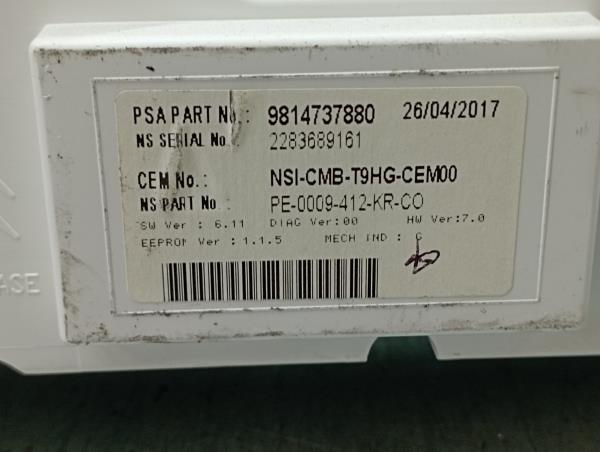 PSA PART No.: 9814737880 26/04/2017
NS SERIAL No.: 2283689161
CEM No.: NSI-CMB-T9HG-CEM00
NS PART No.: PE-0009-412-KR-CO
SW Ver : 6.11 DIAG Ver:00 HW Ver:7.0
EEPROM Ver : 1.1.5 MECH IND : G